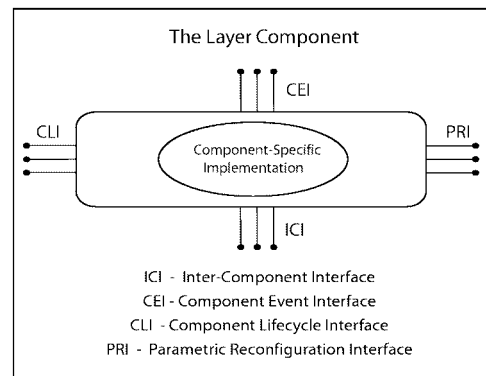 The Layer Component
CEI
CLI
PRI
Component-Specific
Implementation
ICI
ICI - Inter-Component Interface
CEI - Component Event Interface
CLI - Component Lifecycle Interface
PRI - Parametric Reconfiguration Interface